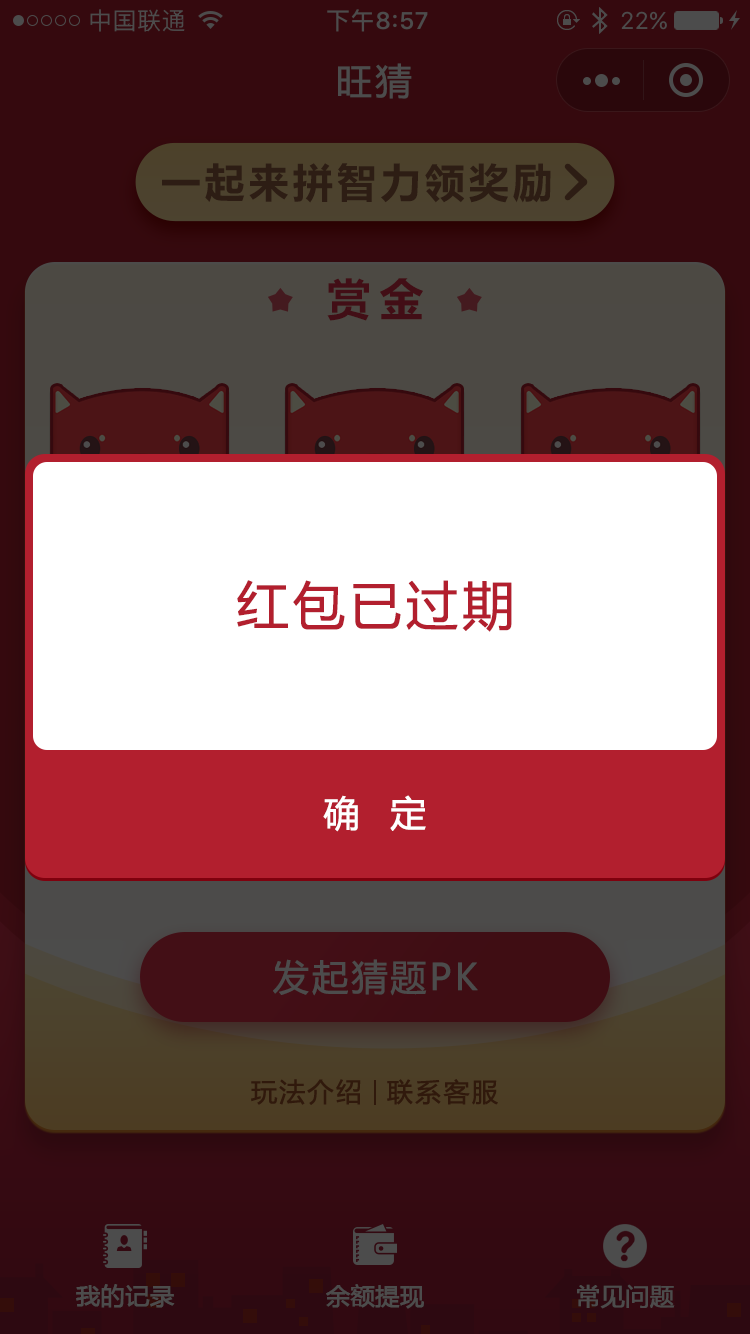 中国联通 下午8:57 22%
旺猜
一起来拼智力领奖励
赏金
红包已过期
确 定
发起猜题PK
玩法介绍|联系客服
我的记录 余额提现 常见问题